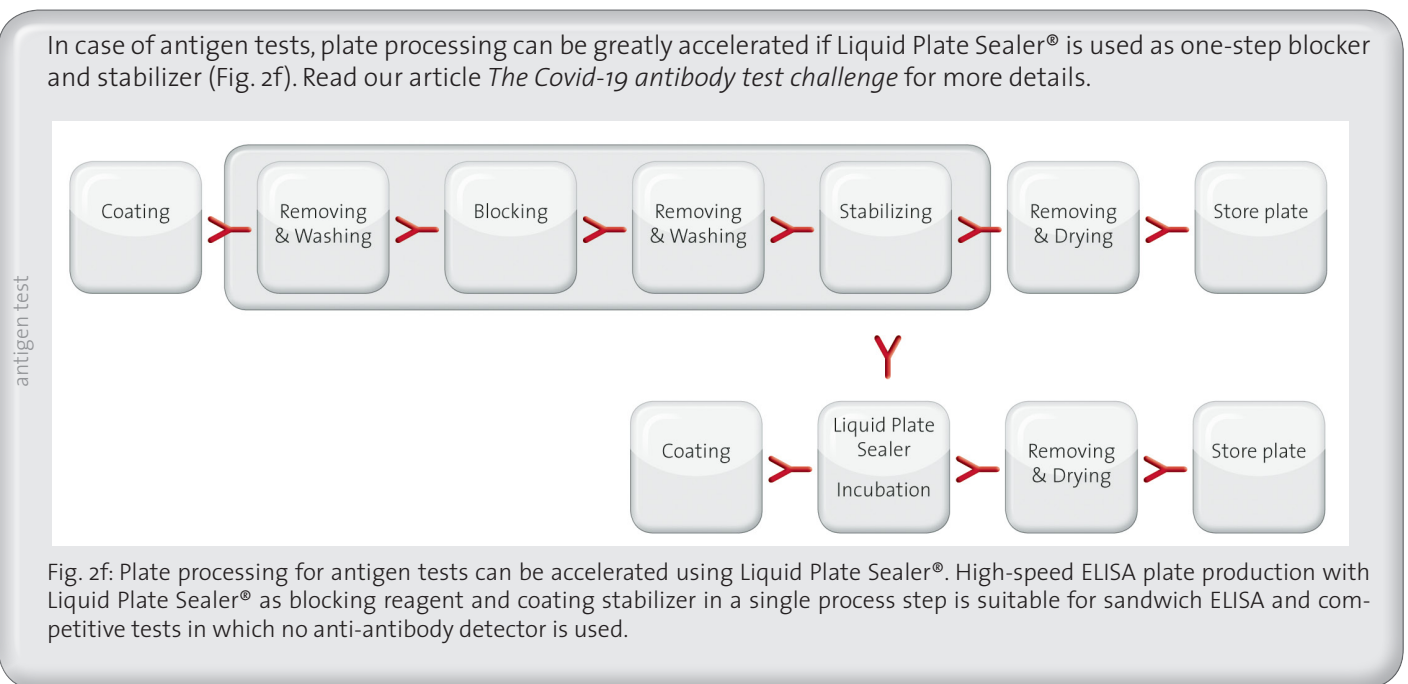 In case of antigen tests, plate processing can be greatly accelerated if Liquid Plate Sealer® is used as one-step blocker
and stabilizer (Fig. 2f). Read our article The Covid-19 antibody test challenge for more details.
antigen test
Coating
Removing
& Washing
Blocking
Removing
& Washing
Stabilizing
Removing
& Drying
Store plate
Coating
Liquid Plate
Sealer
Incubation
Removing
& Drying
Store plate
Fig. 2f: Plate processing for antigen tests can be accelerated using Liquid Plate Sealer®. High-speed ELISA plate production with
Liquid Plate Sealer® as blocking reagent and coating stabilizer in a single process step is suitable for sandwich ELISA and com-
petitive tests in which no anti-antibody detector is used.